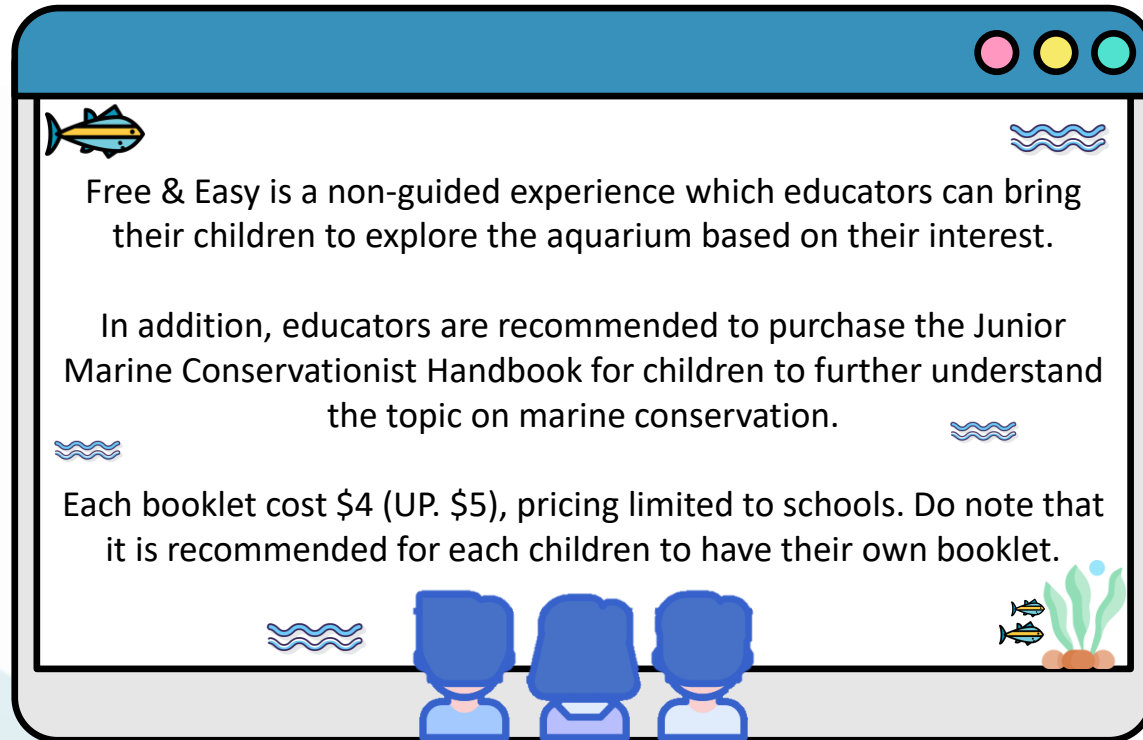 Free & Easy is a non-guided experience which educators can bring
their children to explore the aquarium based on their interest.
In addition, educators are recommended to purchase the Junior
Marine Conservationist Handbook for children to further understand
the topic on marine conservation.
Each booklet cost $4 (UP. $5), pricing limited to schools. Do note that
it is recommended for each children to have their own booklet.